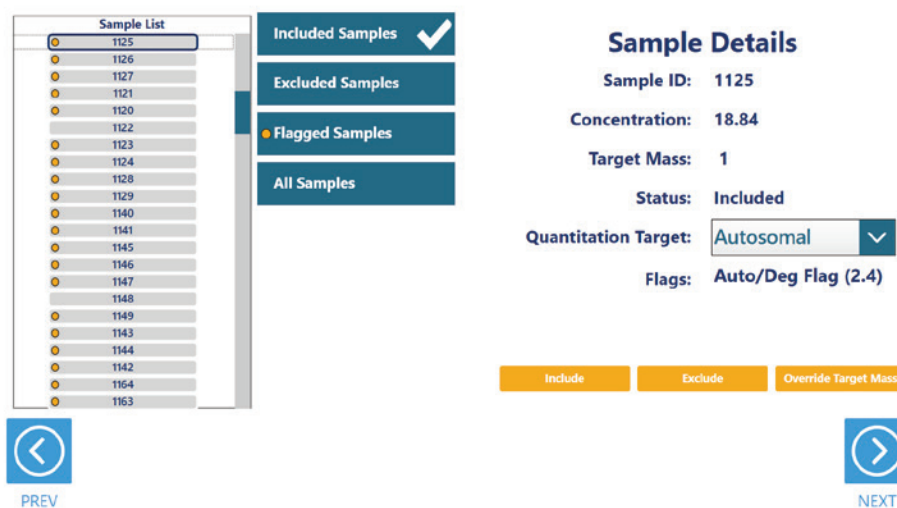 Sample List
1125
1126
1127
1121
1120
1122
1123
1124
1128
1129
1140
1141
1145
1146
1147
1148
1149
1143
1144
1142
1164
1163
Included Samples
Excluded Samples
Flagged Samples
All Samples
Sample Details
Sample ID: 1125
Concentration: 18.84
Target Mass: 1
Status: Included
Quantitation Target: Autosomal
Flags: Auto/Deg Flag (2.4)
Include Exclude Override Target Mass
PREV NEXT